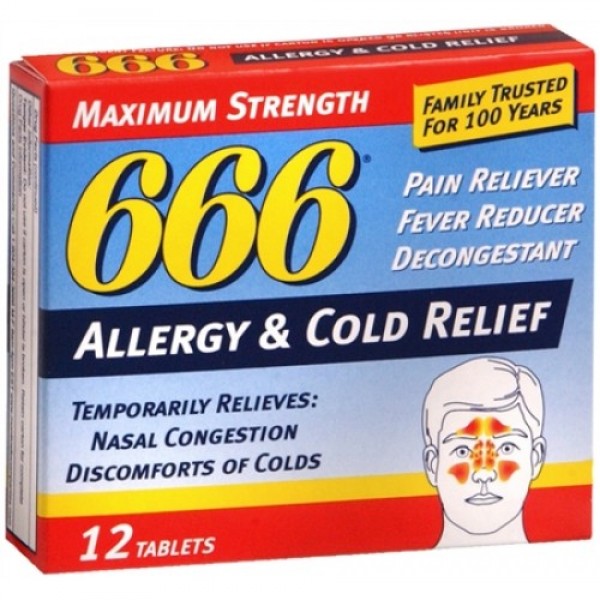 666 ALLERGY & COLD RELIEF
MAXIMUM STRENGTH
FAMILY TRUSTED
FOR 100 YEARS
666®
PAIN RELIEVER
FEVER REDUCER
DECONGESTANT
ALLERGY & COLD RELIEF
TEMPORARILY RELIEVES:
NASAL CONGESTION
DISCOMFORTS OF COLDS
12 TABLETS